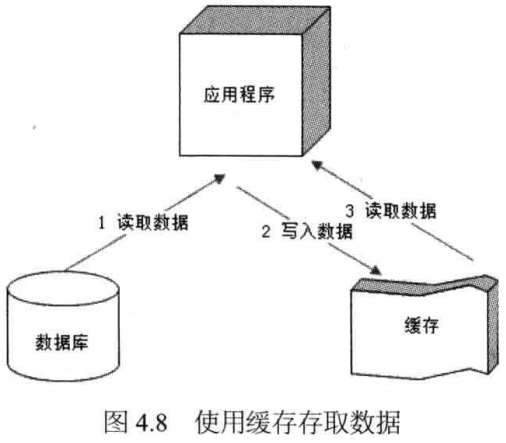 应用程序
1 读取数据
2 写入数据
3 读取数据
数据库
缓存
图 4.8 使用缓存存取数据